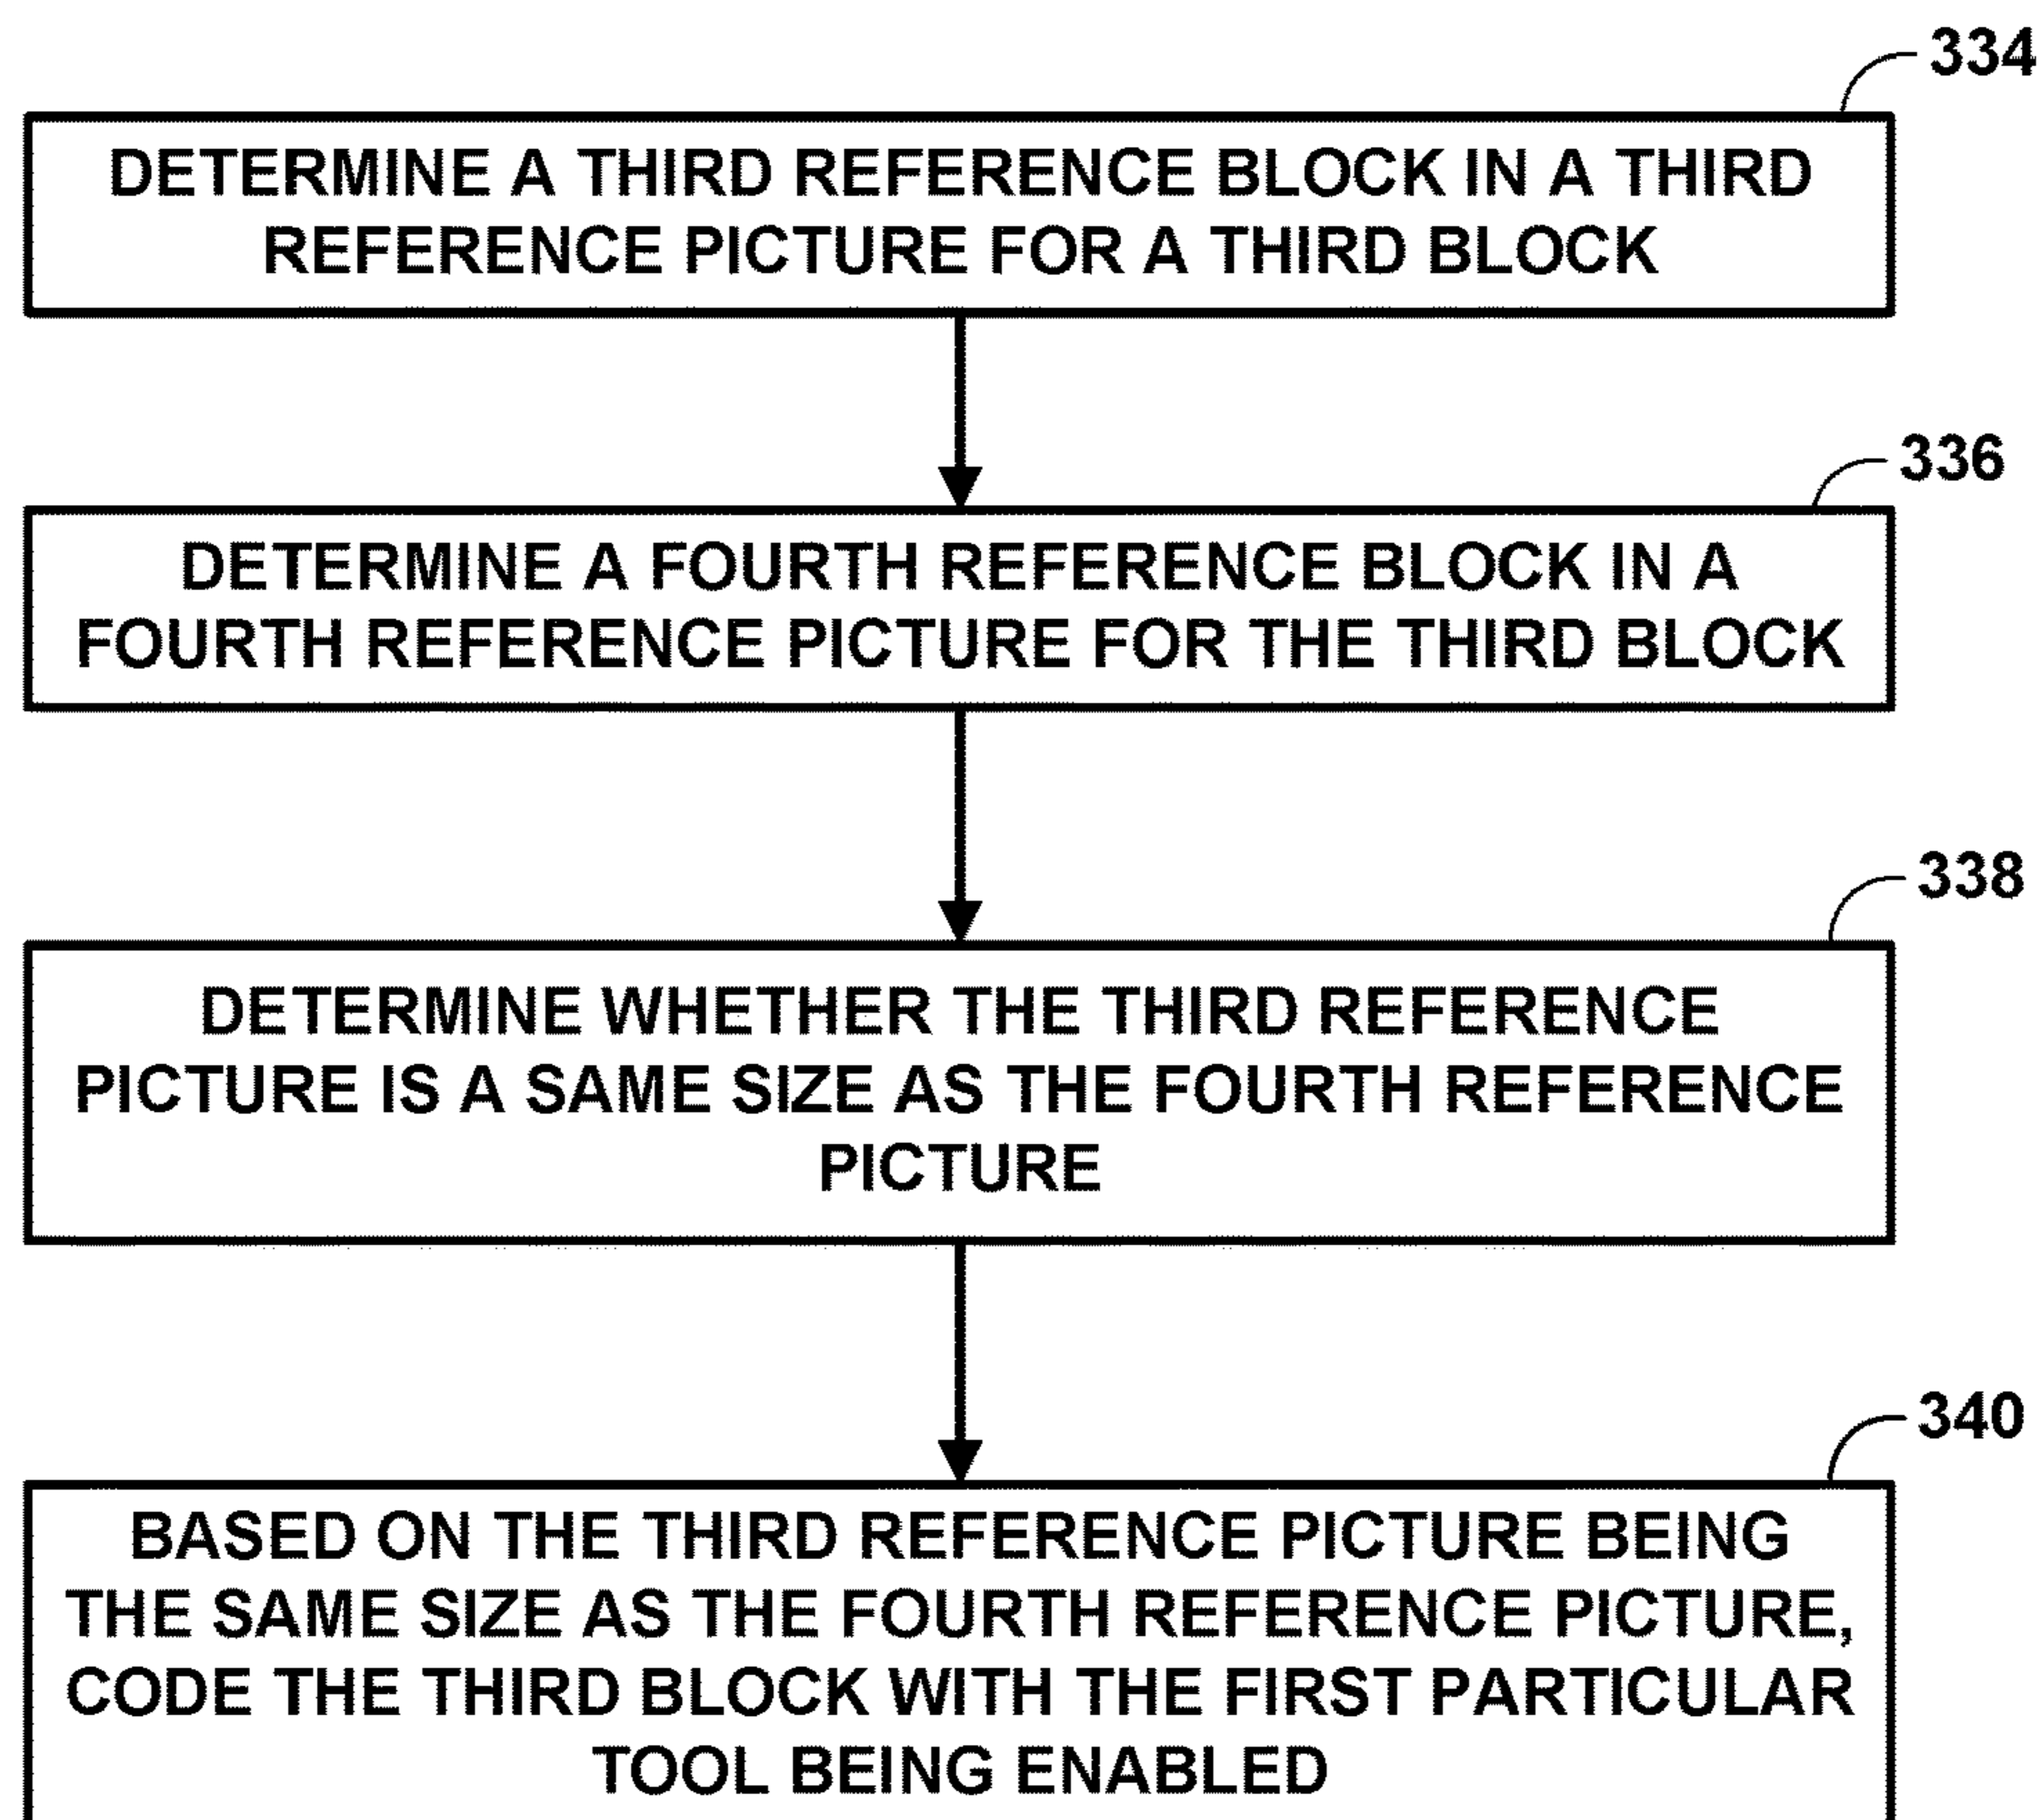 334
DETERMINE A THIRD REFERENCE BLOCK IN A THIRD
REFERENCE PICTURE FOR A THIRD BLOCK
336
DETERMINE A FOURTH REFERENCE BLOCK IN A
FOURTH REFERENCE PICTURE FOR THE THIRD BLOCK
338
DETERMINE WHETHER THE THIRD REFERENCE
PICTURE IS A SAME SIZE AS THE FOURTH REFERENCE
PICTURE
340
BASED ON THE THIRD REFERENCE PICTURE BEING
THE SAME SIZE AS THE FOURTH REFERENCE PICTURE,
CODE THE THIRD BLOCK WITH THE FIRST PARTICULAR
TOOL BEING ENABLED